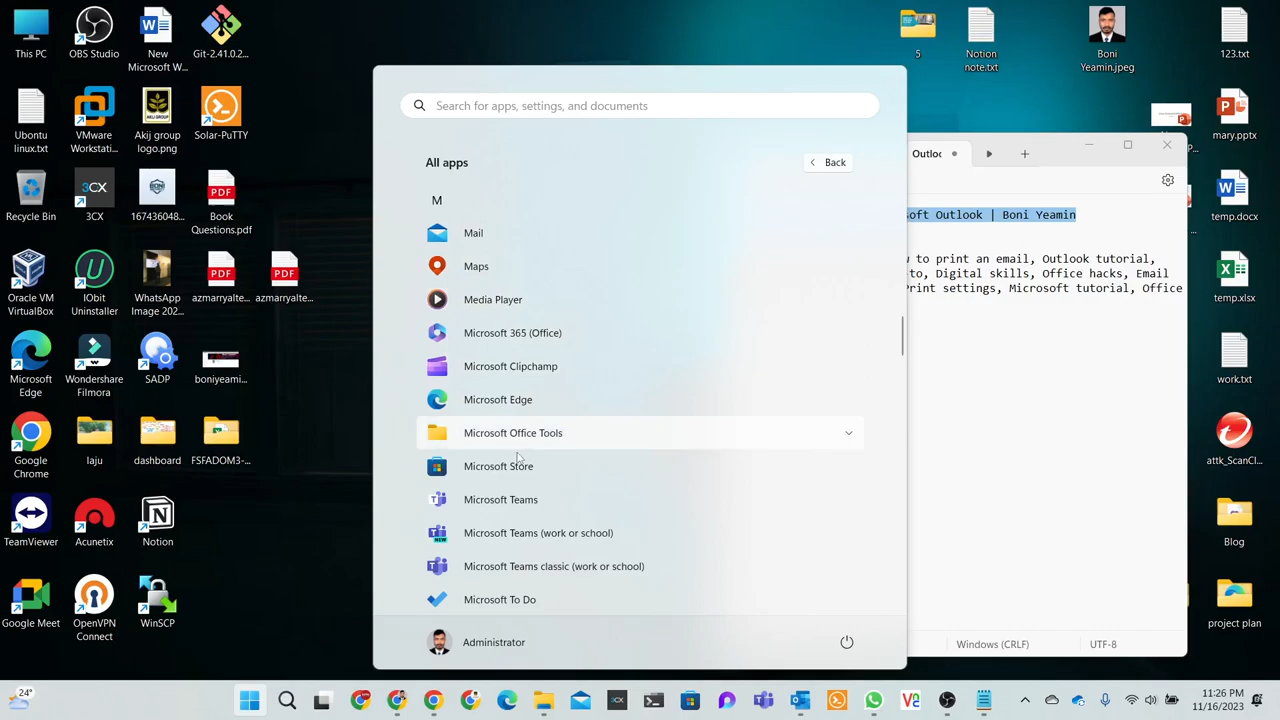 This PC
OBS Studio
New
Microsoft W...
Git-2.41.0.2...
5
Notion
note.txt
Boni
Yeamin.jpeg
123.txt
Ubontu
linux.txt
VMware
Workstati...
Akij group
logo.png
Solar-PuTTY
mary.pptx
Recycle Bin
3CX
167436048...
Book
Questions.pdf
temp.docx
Oracle VM
VirtualBox
IObit
Uninstaller
WhatsApp
Image 202...
azmarryalte...
azmarryalte...
temp.xlsx
Microsoft
Edge
Wondershare
Filmora
SADP
boniyeami...
work.txt
Google
Chrome
laju
dashboard
FSFADOM3-...
attk_ScanCl...
TeamViewer
Acunetix
Notion
Blog
Google Meet
OpenVPN
Connect
WinSCP
project plan
Search for apps, settings, and documents
All apps
Back
M
Mail
Maps
Media Player
Microsoft 365 (Office)
Microsoft Clipchamp
Microsoft Edge
Microsoft Office Tools
Microsoft Store
Microsoft Teams
Microsoft Teams (work or school)
Microsoft Teams classic (work or school)
Microsoft To Do
Administrator
soft Outlook | Boni Yeamin
w to print an email, Outlook tutorial,
to, Digital skills, Office hacks, Email
Print settings, Microsoft tutorial, Office
Windows (CRLF)
UTF-8
24°
11:26 PM
11/16/2023